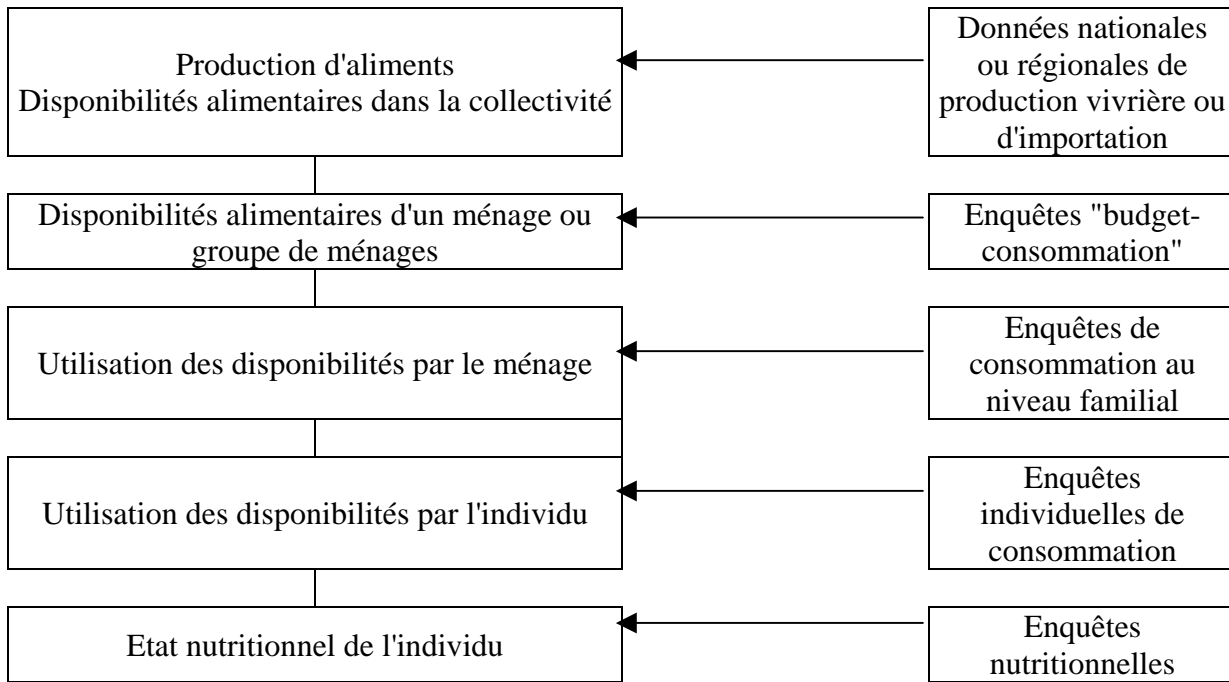 Production d'aliments
Disponibilités alimentaires dans la collectivité
Données nationales
ou régionales de
production vivrière ou
d'importation
Disponibilités alimentaires d'un ménage ou
groupe de ménages
Enquêtes "budget-
consommation"
Utilisation des disponibilités par le ménage
Enquêtes de
consommation au
niveau familial
Utilisation des disponibilités par l'individu
Enquêtes
individuelles de
consommation
Etat nutritionnel de l'individu
Enquêtes
nutritionnelles